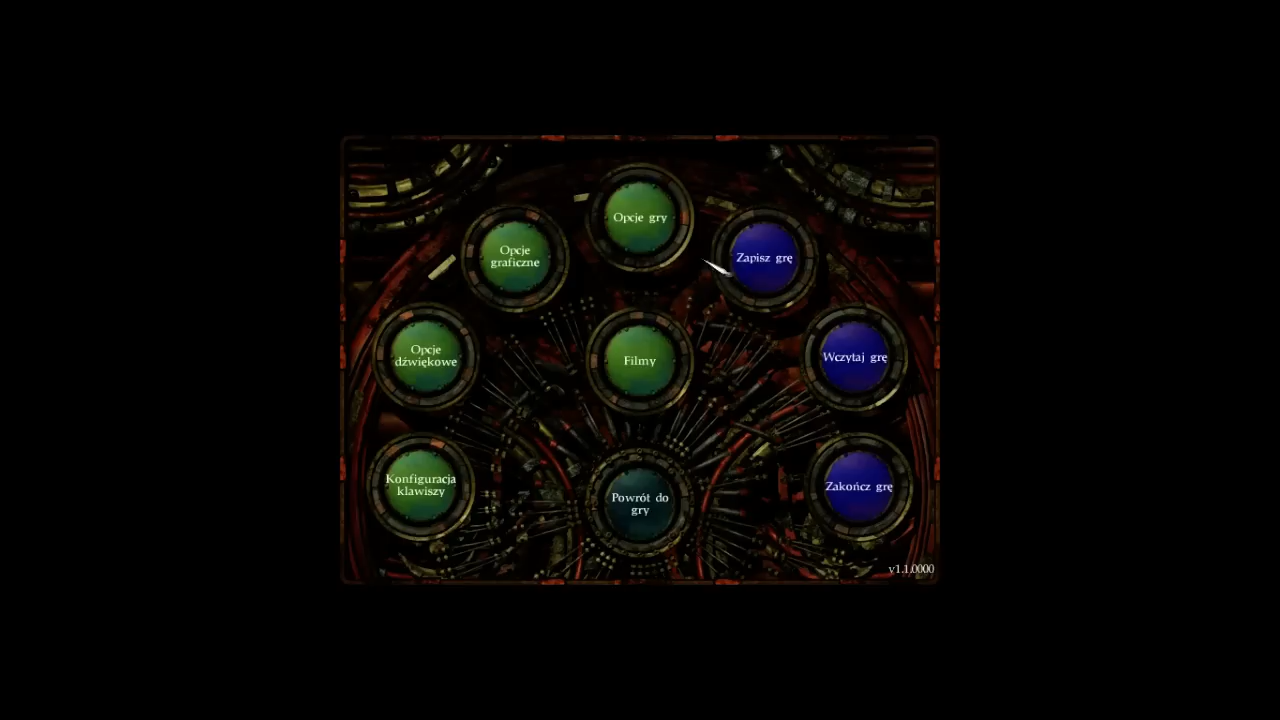 Opcje gry
Opcje
graficzne
Zapisz grę
Opcje
dźwiękowe
Filmy
Wczytaj grę
Konfiguracja
klawiszy
Powrót do
gry
Zakończ grę
v1.1.0000